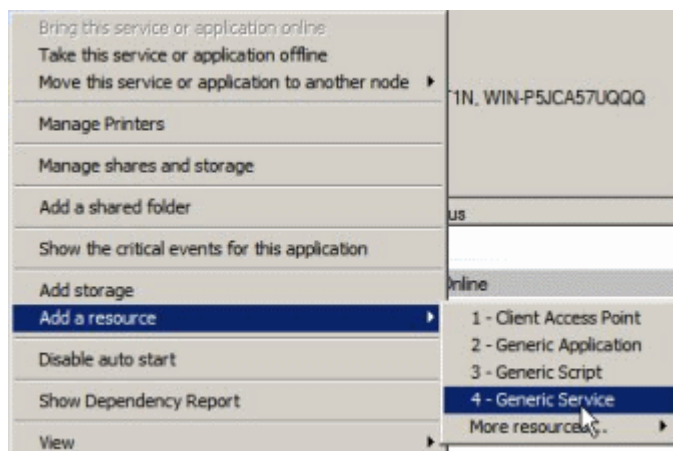 Bring this service or application online
Take this service or application offline
Move this service or application to another node
T1N, WIN-P5JCA57UQQQ
Manage Printers
Manage shares and storage
Add a shared folder
us
Show the critical events for this application
Add storage
Online
Add a resource
1 - Client Access Point
2 - Generic Application
Disable auto start
3 - Generic Script
Show Dependency Report
4 - Generic Service
More resources...
View